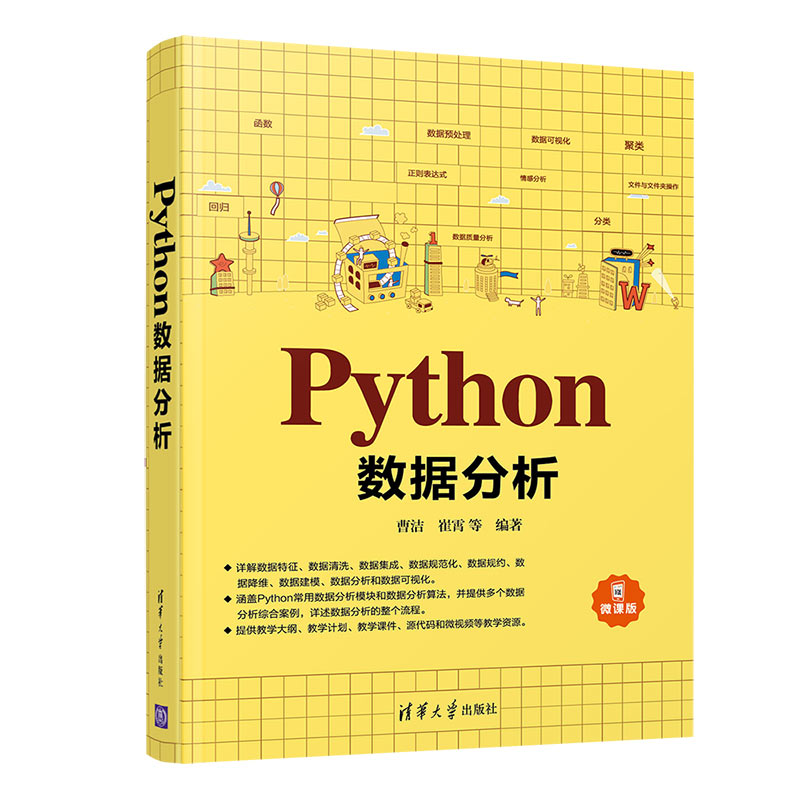 函数
数据预处理
数据可视化
聚类
正则表达式
情感分析
文件与文件夹操作
回归
分类
数据质量分析
W
Python
数据分析
曹洁 崔霄 等 编著
◆ 详解数据特征、数据清洗、数据集成、数据规范化、数据规约、数
据降维、数据建模、数据分析和数据可视化。
◆ 涵盖Python常用数据分析模块和数据分析算法，并提供多个数据
分析综合案例，详述数据分析的整个流程。
◆ 提供教学大纲、教学计划、教学课件、源代码和微视频等教学资源。
微课版
清华大学出版社
Python数据分析
清华大学出版社